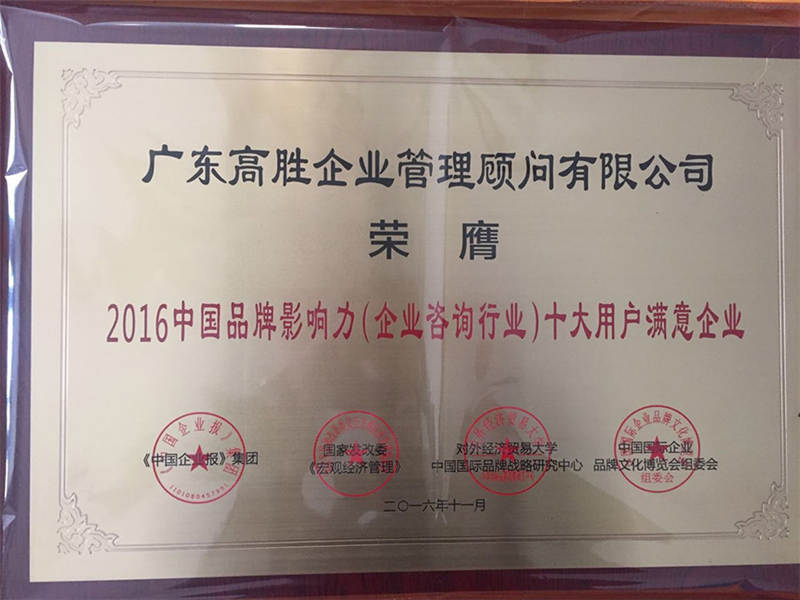 广东高胜企业管理顾问有限公司
荣膺
2016中国品牌影响力(企业咨询行业)十大用户满意企业
《中国企业报》集团
国家发改委
《宏观经济管理》
对外经济贸易大学
中国国际品牌战略研究中心
中国国际企业
品牌文化博览会组委会
组委会
二〇一六年十一月